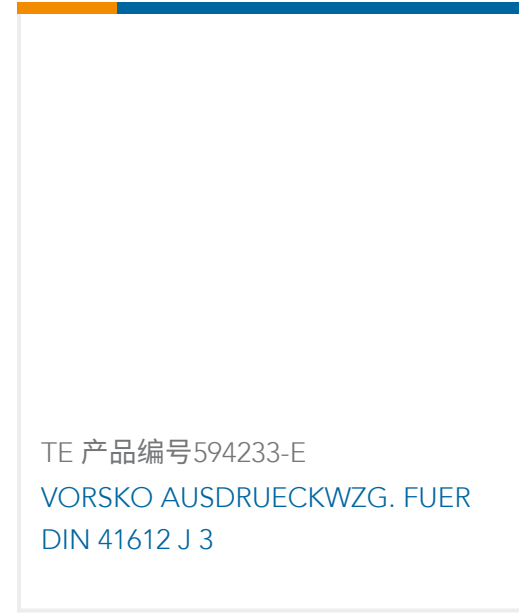 TE 产品编号594233-E
VORSKO AUSDRUECKWZG. FUER
DIN 41612 J 3